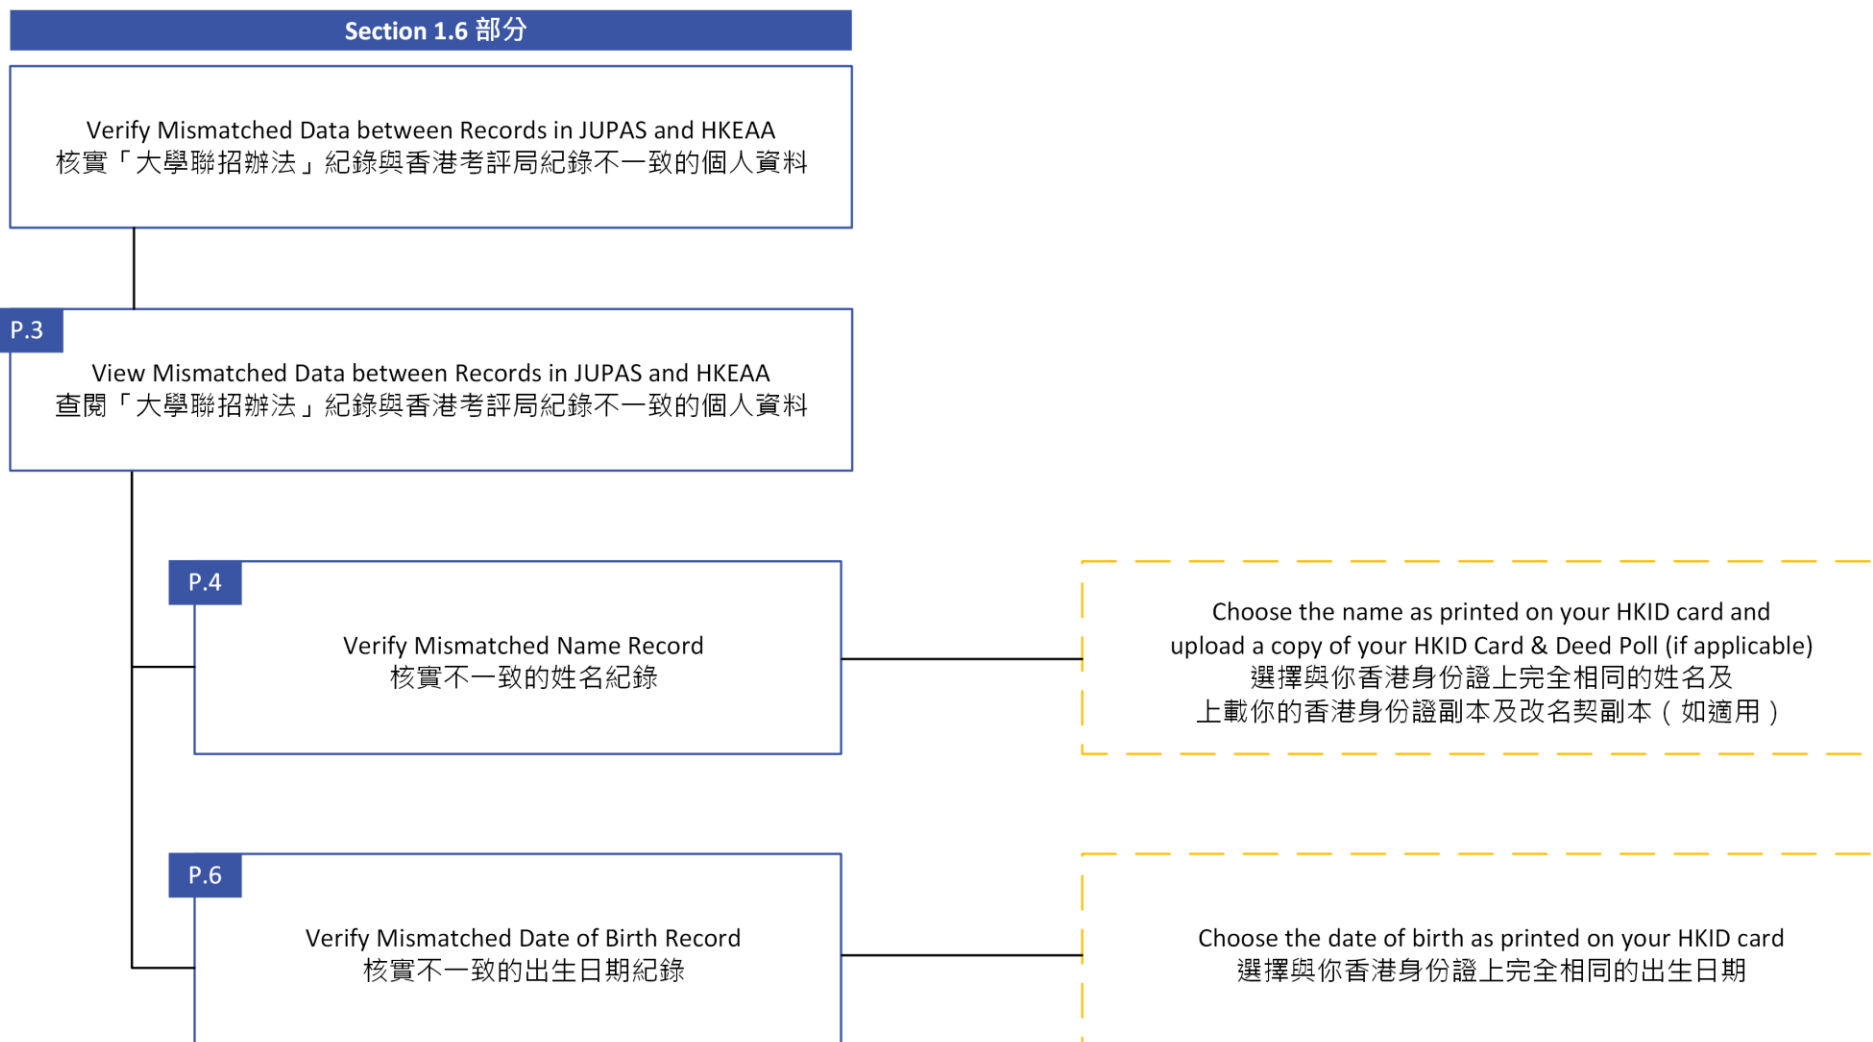 Section 1.6 部分
Verify Mismatched Data between Records in JUPAS and HKEAA
核實「大學聯招辦法」紀錄與香港考評局紀錄不一致的個人資料
P.3
View Mismatched Data between Records in JUPAS and HKEAA
查閱「大學聯招辦法」紀錄與香港考評局紀錄不一致的個人資料
P.4
Verify Mismatched Name Record
核實不一致的姓名紀錄
Choose the name as printed on your HKID card and
upload a copy of your HKID Card & Deed Poll (if applicable)
選擇與你香港身份證上完全相同的姓名及
上載你的香港身份證副本及改名契副本（如適用）
P.6
Verify Mismatched Date of Birth Record
核實不一致的出生日期紀錄
Choose the date of birth as printed on your HKID card
選擇與你香港身份證上完全相同的出生日期